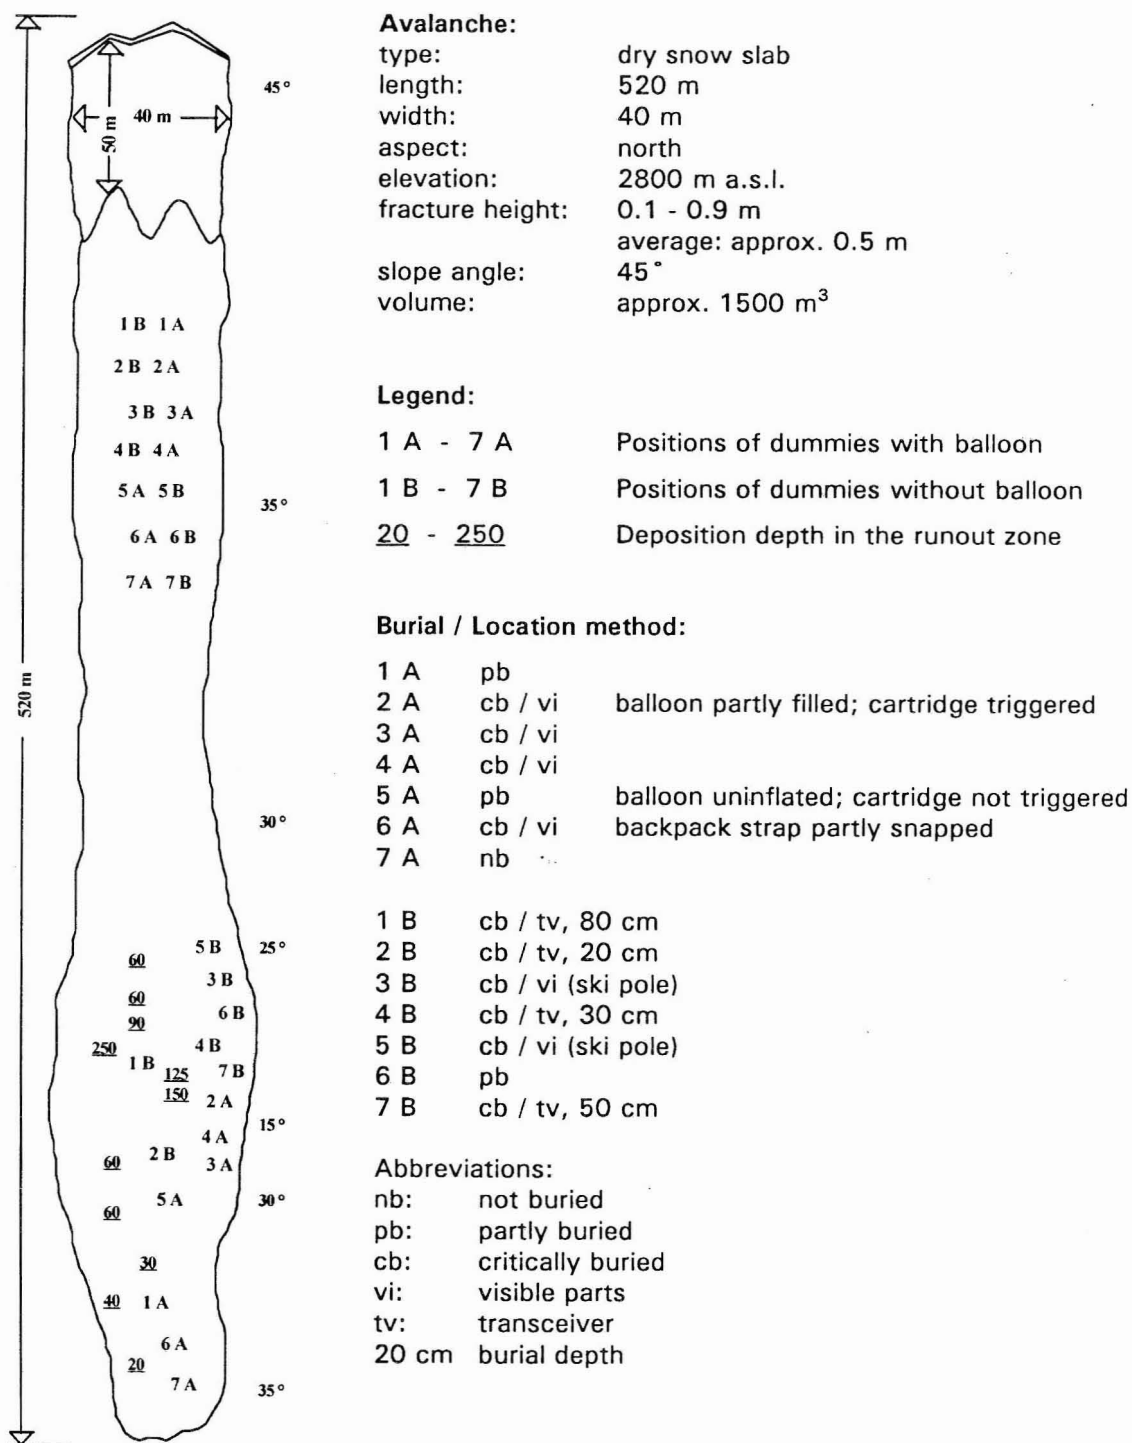 45°
40 m
50 m
1 B 1 A
2 B 2 A
3 B 3 A
4 B 4 A
5 A 5 B
35°
6 A 6 B
7 A 7 B
520 m
30°
5 B 25°
60
3 B
60
6 B
90
250 4 B
1 B 125 7 B
150 2 A
15°
4 A
60 2 B 3 A
5 A 30°
60
30
40 1 A
6 A
20
7 A 35°
Avalanche:
type: dry snow slab
length: 520 m
width: 40 m
aspect: north
elevation: 2800 m a.s.l.
fracture height: 0.1 - 0.9 m
average: approx. 0.5 m
slope angle: 45°
volume: approx. 1500 m³
Legend:
1 A - 7 A Positions of dummies with balloon
1 B - 7 B Positions of dummies without balloon
20 - 250 Deposition depth in the runout zone
Burial / Location method:
1 A pb
2 A cb / vi balloon partly filled; cartridge triggered
3 A cb / vi
4 A cb / vi
5 A pb balloon uninflated; cartridge not triggered
6 A cb / vi backpack strap partly snapped
7 A nb
1 B cb / tv, 80 cm
2 B cb / tv, 20 cm
3 B cb / vi (ski pole)
4 B cb / tv, 30 cm
5 B cb / vi (ski pole)
6 B pb
7 B cb / tv, 50 cm
Abbreviations:
nb: not buried
pb: partly buried
cb: critically buried
vi: visible parts
tv: transceiver
20 cm burial depth